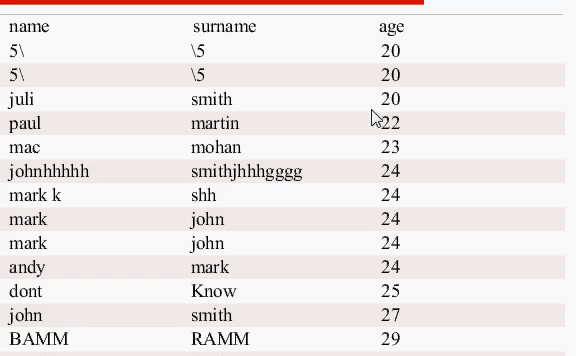 name surname age
5\ \5 20
5\ \5 20
juli smith 20
paul martin 22
mac mohan 23
johnhhhhh smithjhhhgggg 24
mark k shh 24
mark john 24
mark john 24
andy mark 24
dont Know 25
john smith 27
BAMM RAMM 29